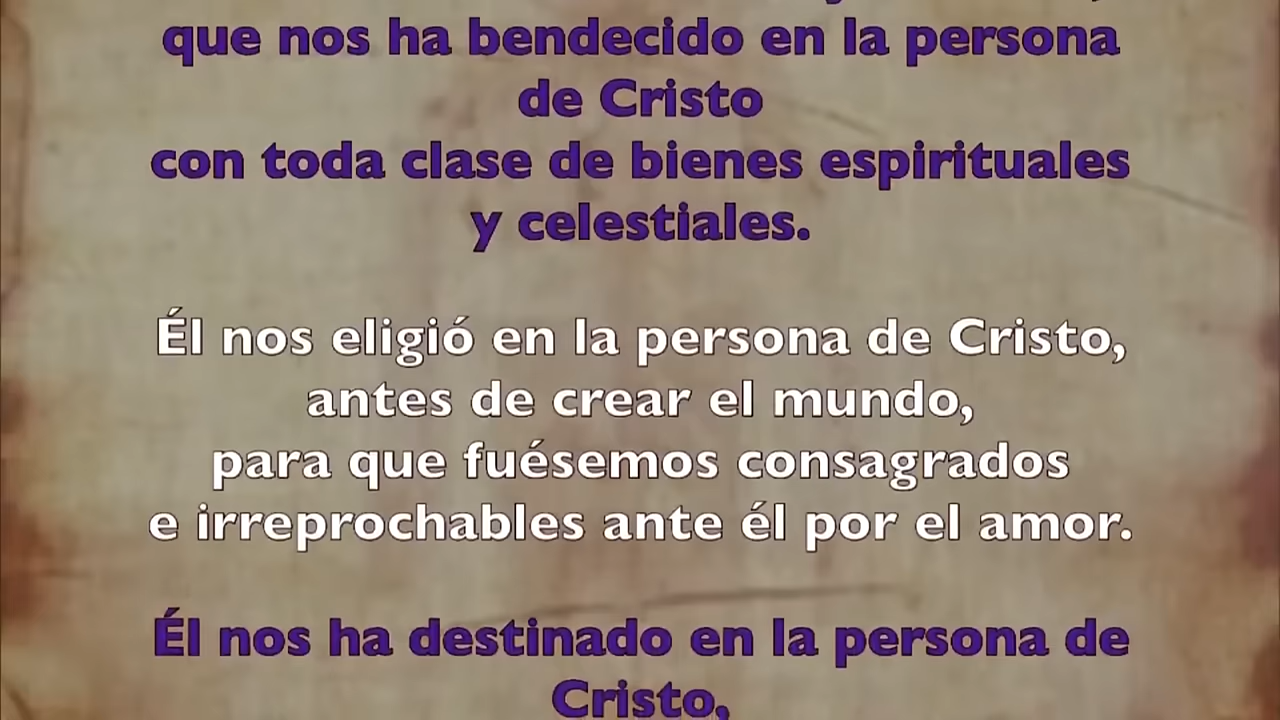 que nos ha bendecido en la persona
de Cristo
con toda clase de bienes espirituales
y celestiales.
Él nos eligió en la persona de Cristo,
antes de crear el mundo,
para que fuésemos consagrados
e irreprochables ante él por el amor.
Él nos ha destinado en la persona de
Cristo,